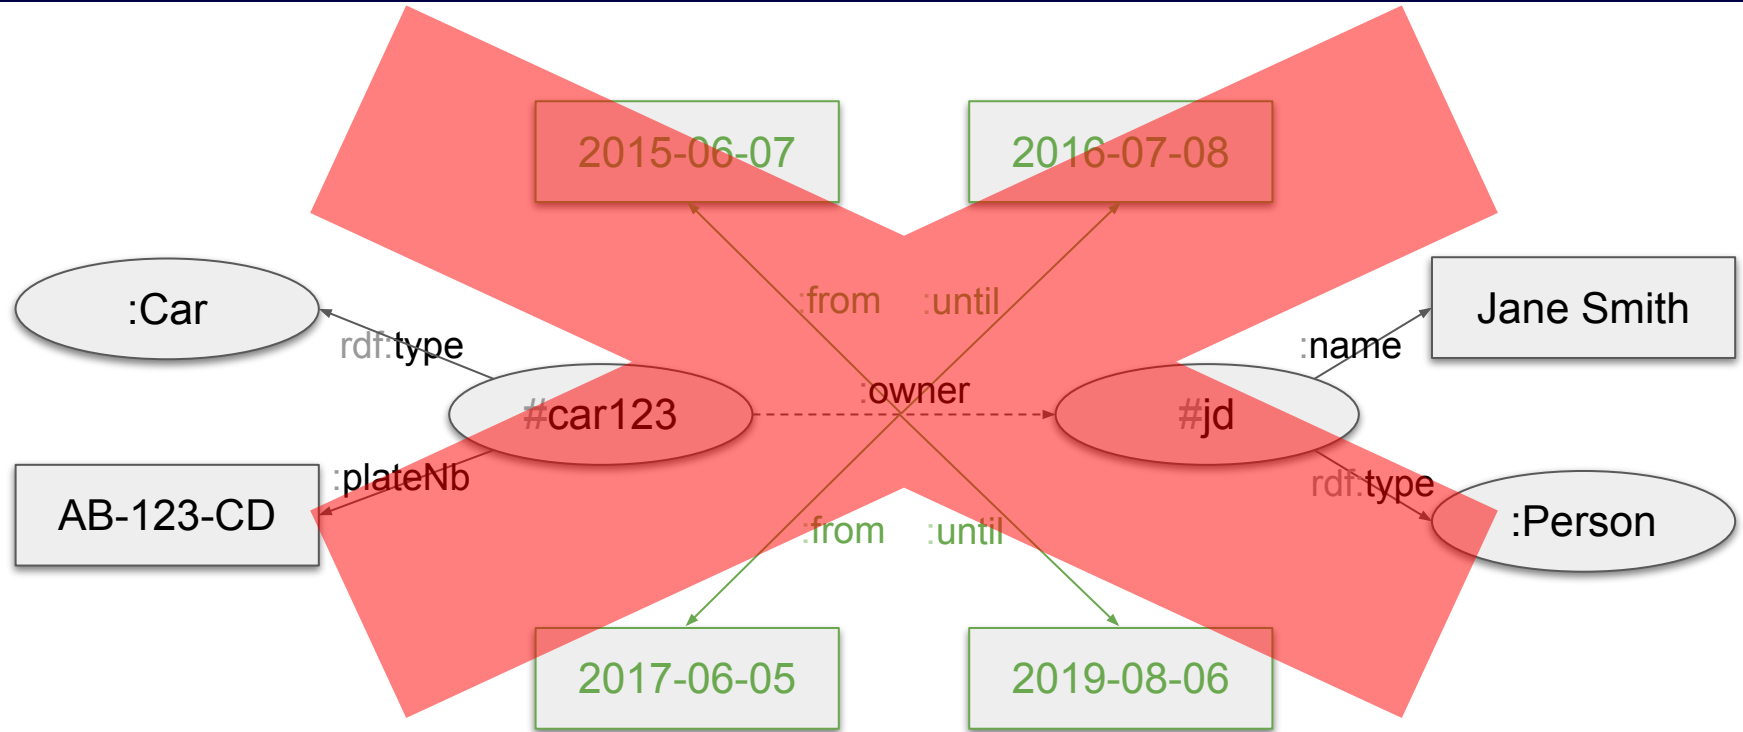 2015-06-07
2016-07-08
:Car
:from
:until
Jane Smith
rdf:type
:name
:owner
#car123
#jd
:plateNb
rdf:type
AB-123-CD
:Person
:from
:until
2017-06-05
2019-08-06